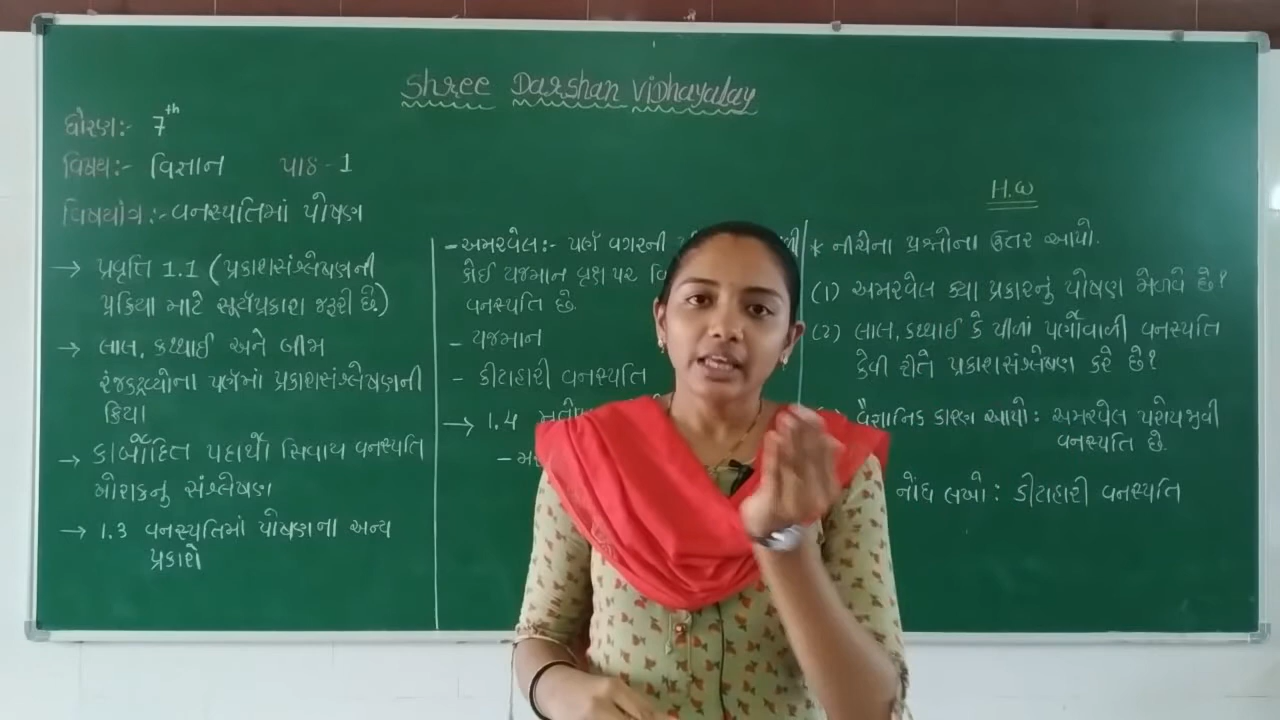 Shree Darshan Vidhayalay
ધોરણ:- 7th
વિષય:- વિજ્ઞાન પાઠ - 1
વિષયાંગ:- વનસ્પતિમાં પોષણ
→ પ્રવૃત્તિ 1.1 (પ્રકાશસંશ્લેષણની
પ્રક્રિયા માટે સૂર્યપ્રકાશ જરૂરી છે.)
→ લાલ, કથ્થાઈ અને બીમ
રંજકદ્રવ્યોના પર્ણમાં પ્રકાશસંશ્લેષણની
ક્રિયા
→ કાર્બોદિત પદાર્થો સિવાય વનસ્પતિ
ખોરાકનું સંશ્લેષણ
→ 1.3 વનસ્પતિમાં પોષણના અન્ય
પ્રકારો
- અમરવેલ:- પર્ણ વગરની
કોઈ યજમાન વૃક્ષ પર
વનસ્પતિ છે.
- યજમાન
- કીટાહારી વનસ્પતિ
→ 1.4
H.W
* નીચેના પ્રશ્નોના ઉત્તર આપો.
(1) અમરવેલ ક્યા પ્રકારનું પોષણ મેળવે છે?
(2) લાલ, કથ્થાઈ કે પીળાં પર્ણોવાળી વનસ્પતિ
કેવી રીતે પ્રકાશસંશ્લેષણ કરે છે?
વૈજ્ઞાનિક કારણ આપો: અમરવેલ પરોપજીવી
વનસ્પતિ છે.
નોંધ લખો: કીટાહારી વનસ્પતિ